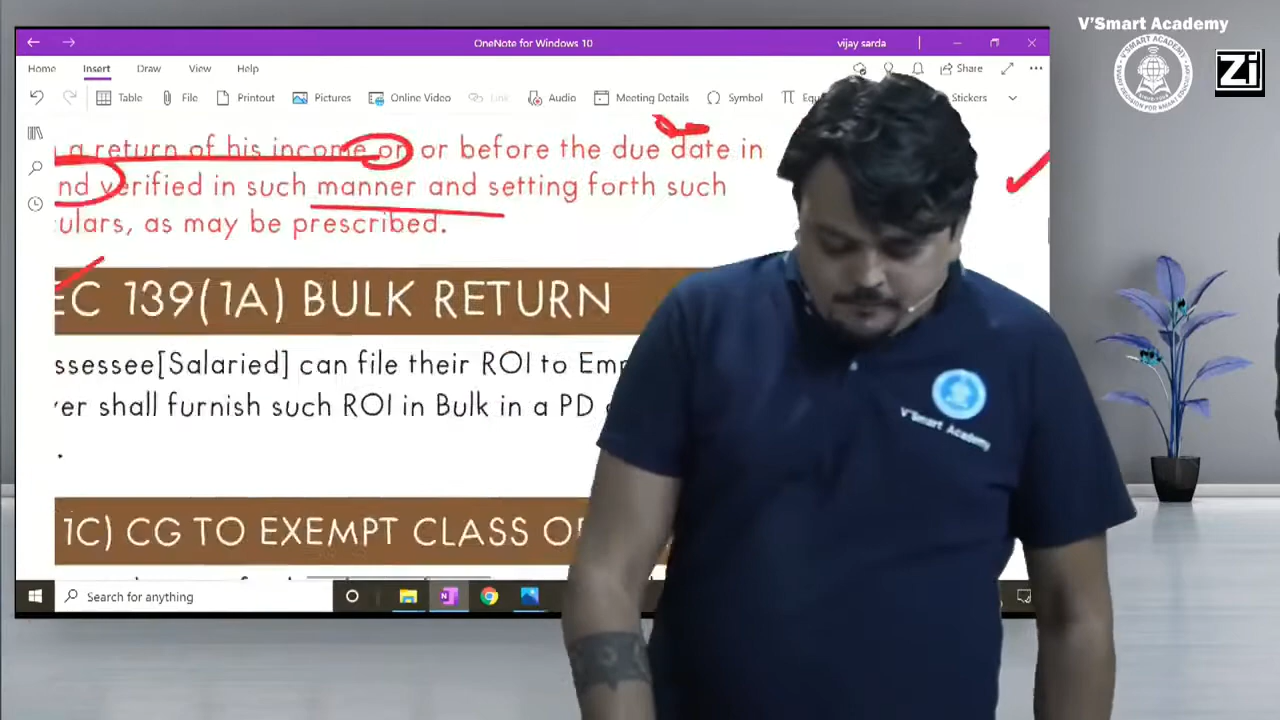 V'Smart Academy
OneNote for Windows 10
vijay sarda
Home Insert Draw View Help
Share
Table File Printout Pictures Online Video Link Audio Meeting Details Symbol Stickers
a return of his income on or before the due date in
nd verified in such manner and setting forth such
ulars, as may be prescribed.
EC 139(1A) BULK RETURN
ssessee[Salaried] can file their ROI to Em
er shall furnish such ROI in Bulk in a PD
.
1C) CG TO EXEMPT CLASS O
Search for anything
V'Smart Academy
Zi